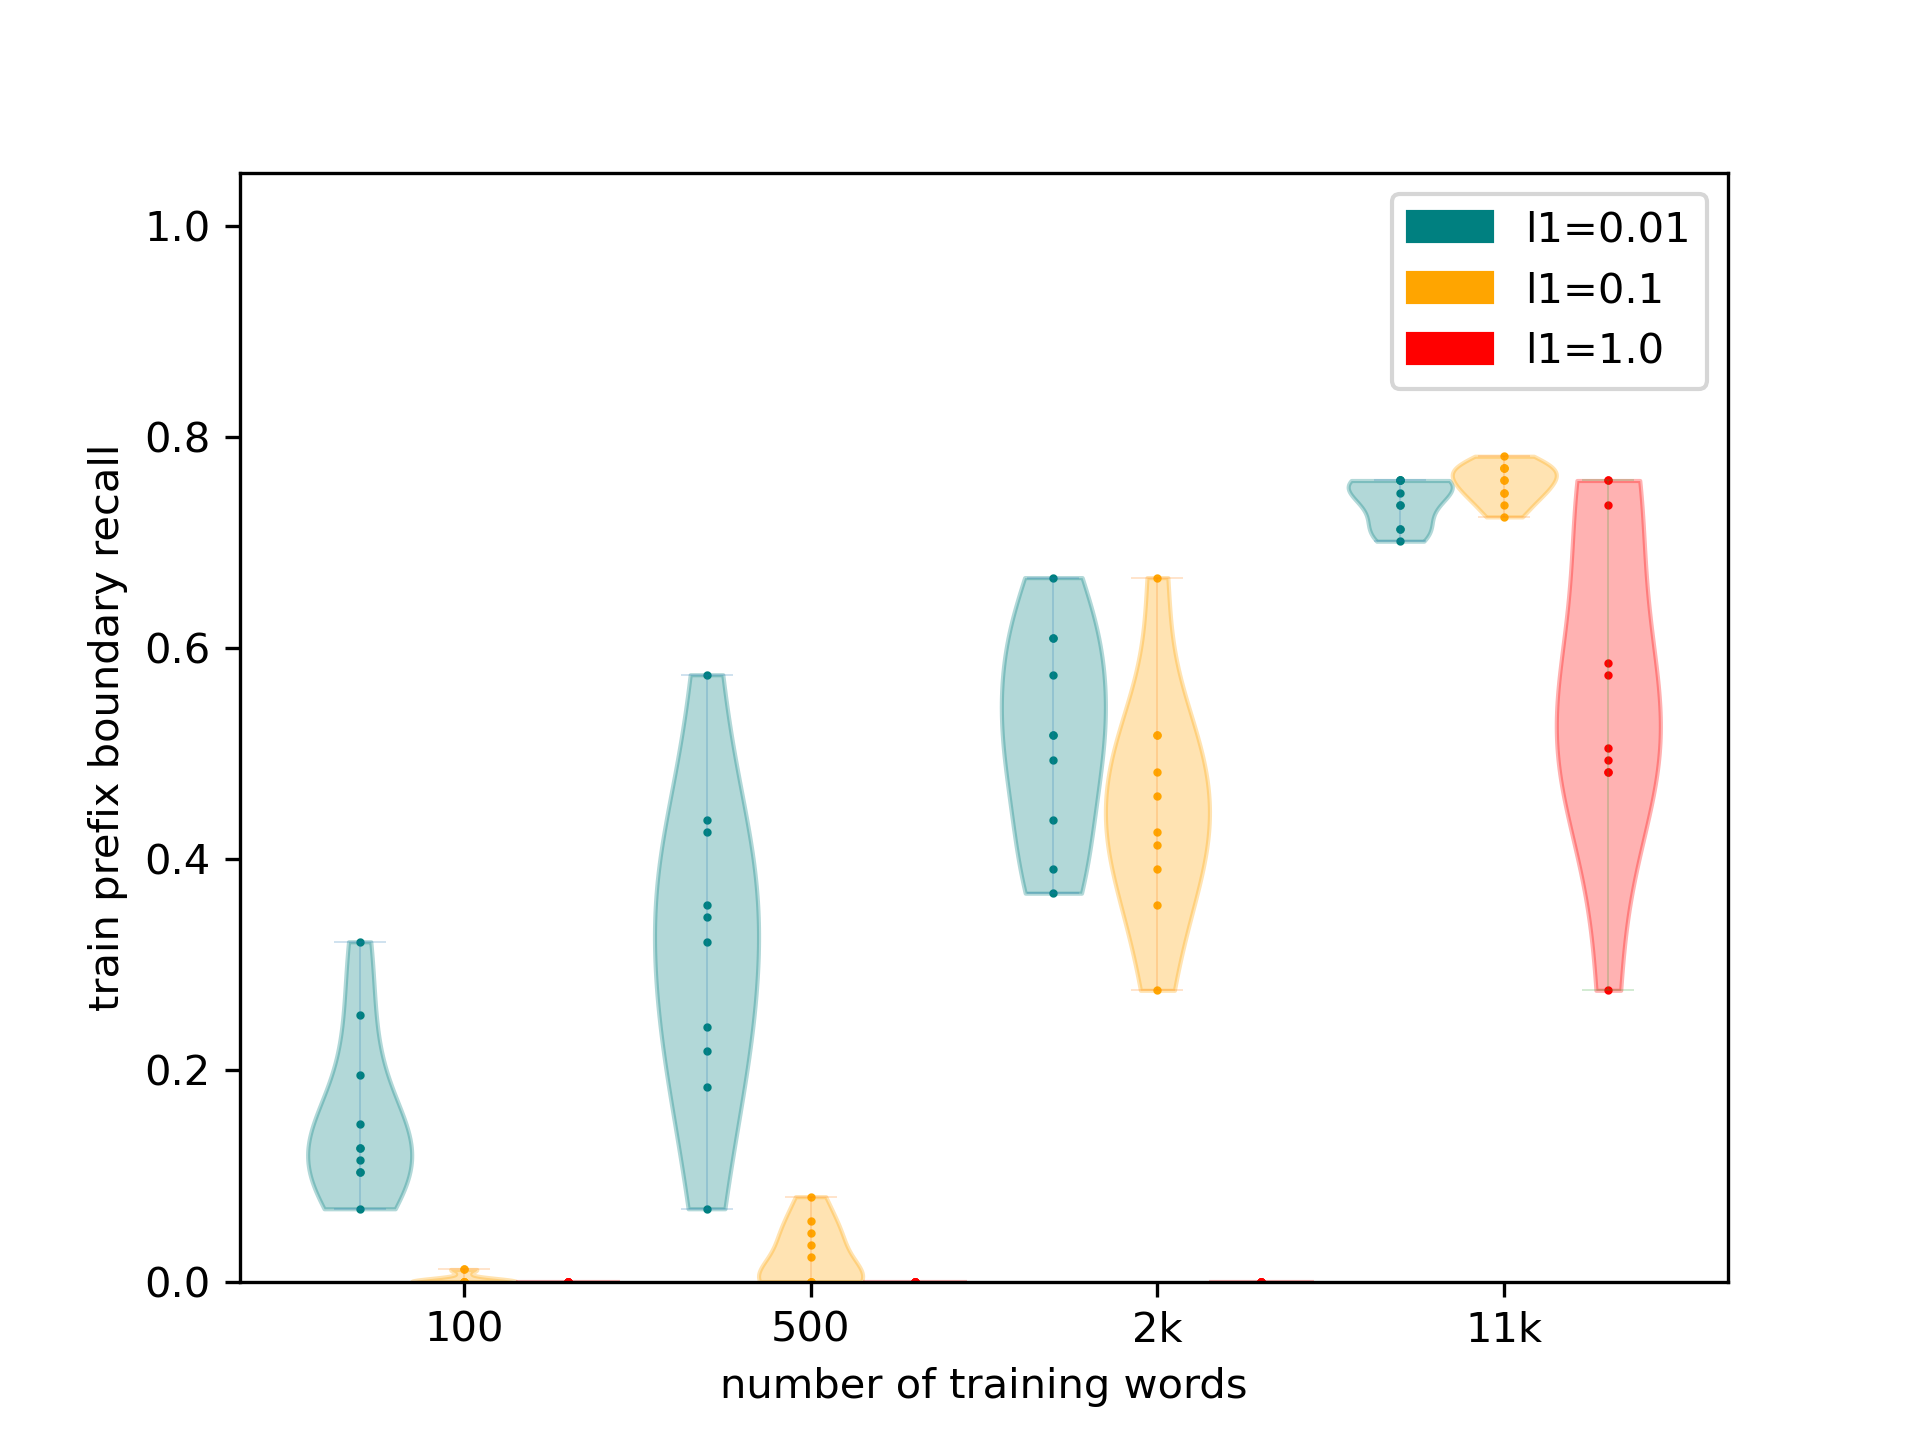 l1=0.01
l1=0.1
l1=1.0
train prefix boundary recall
1.0
0.8
0.6
0.4
0.2
0.0
100 500 2k 11k
number of training words